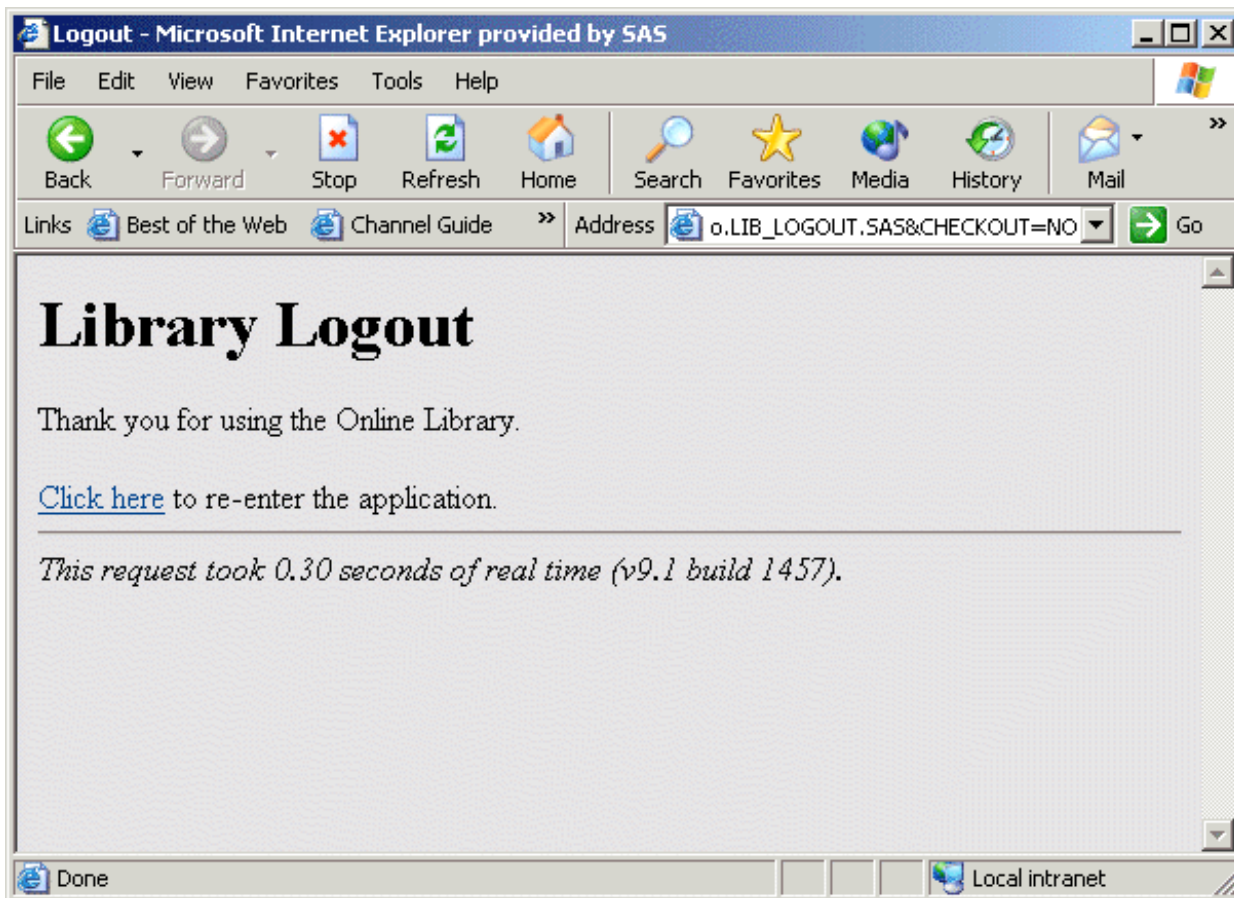 Logout - Microsoft Internet Explorer provided by SAS
File Edit View Favorites Tools Help
Back Forward Stop Refresh Home Search Favorites Media History Mail »
Links Best of the Web Channel Guide » Address o.LIB_LOGOUT.SAS&CHECKOUT=NO Go
Library Logout
Thank you for using the Online Library.
Click here to re-enter the application.
This request took 0.30 seconds of real time (v9.1 build 1457).
Done Local intranet